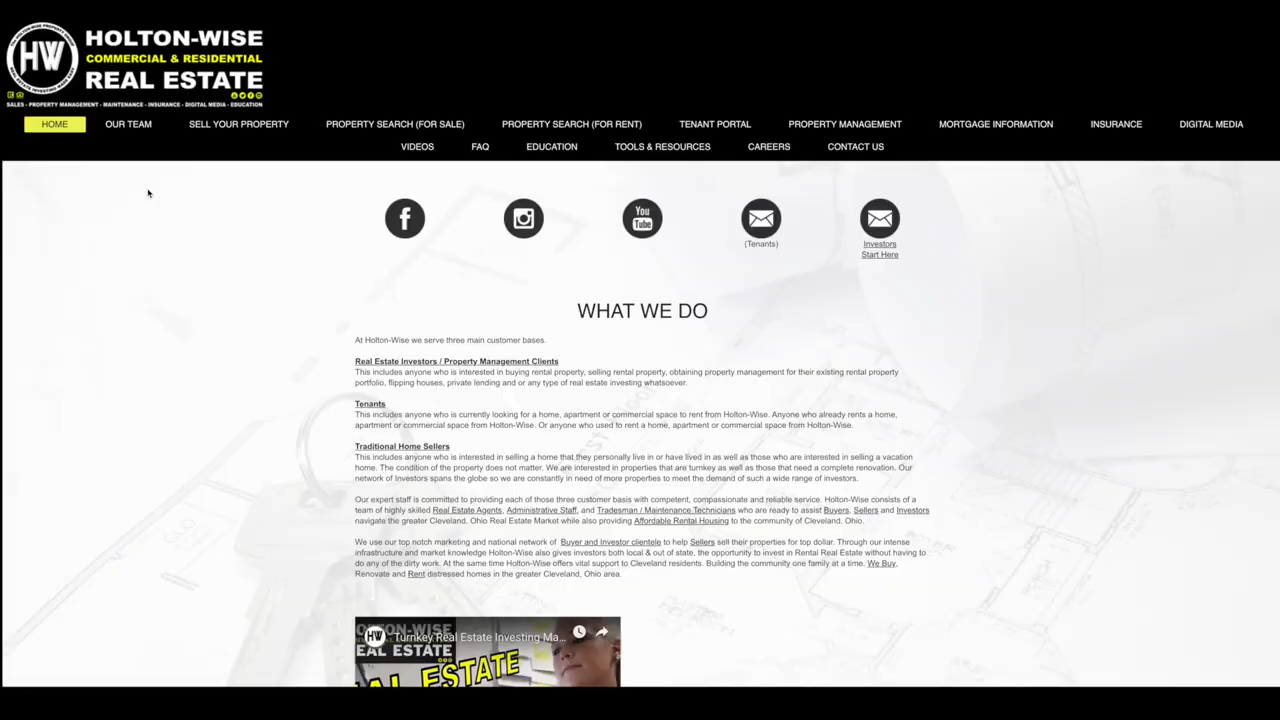 HOLTON-WISE
COMMERCIAL & RESIDENTIAL
REAL ESTATE
HW
SALES - PROPERTY MANAGEMENT - MAINTENANCE - INSURANCE - DIGITAL MEDIA - EDUCATION
HOME OUR TEAM SELL YOUR PROPERTY PROPERTY SEARCH (FOR SALE) PROPERTY SEARCH (FOR RENT) TENANT PORTAL PROPERTY MANAGEMENT MORTGAGE INFORMATION INSURANCE DIGITAL MEDIA
VIDEOS FAQ EDUCATION TOOLS & RESOURCES CAREERS CONTACT US
You
Tube
(Tenants)
Investors
Start Here
WHAT WE DO
At Holton-Wise we serve three main customer bases.
Real Estate Investors / Property Management Clients
This includes anyone who is interested in buying rental property, selling rental property, obtaining property management for their existing rental property
portfolio, flipping houses, private lending and or any type of real estate investing whatsoever.
Tenants
This includes anyone who is currently looking for a home, apartment or commercial space to rent from Holton-Wise. Anyone who already rents a home,
apartment or commercial space from Holton-Wise. Or anyone who used to rent a home, apartment or commercial space from Holton-Wise.
Traditional Home Sellers
This includes anyone who is interested in selling a home that they personally live in or have lived in as well as those who are interested in selling a vacation
home. The condition of the property does not matter. We are interested in properties that are turnkey as well as those that need a complete renovation. Our
network of Investors spans the globe so we are constantly in need of more properties to meet the demand of such a wide range of investors.
Our expert staff is committed to providing each of those three customer basis with competent, compassionate and reliable service. Holton-Wise consists of a
team of highly skilled Real Estate Agents, Administrative Staff, and Tradesman / Maintenance Technicians who are ready to assist Buyers, Sellers and Investors
navigate the greater Cleveland, Ohio Real Estate Market while also providing Affordable Rental Housing to the community of Cleveland, Ohio.
We use our top notch marketing and national network of Buyer and Investor clientele to help Sellers sell their properties for top dollar. Through our intense
infrastructure and market knowledge Holton-Wise also gives investors both local & out of state, the opportunity to invest in Rental Real Estate without having to
do any of the dirty work. At the same time Holton-Wise offers vital support to Cleveland residents. Building the community one family at a time. We Buy,
Renovate and Rent distressed homes in the greater Cleveland, Ohio area.
HOLTON-WISE
REAL ESTATE
HW Turnkey Real Estate Investing Ma...
REAL ESTATE